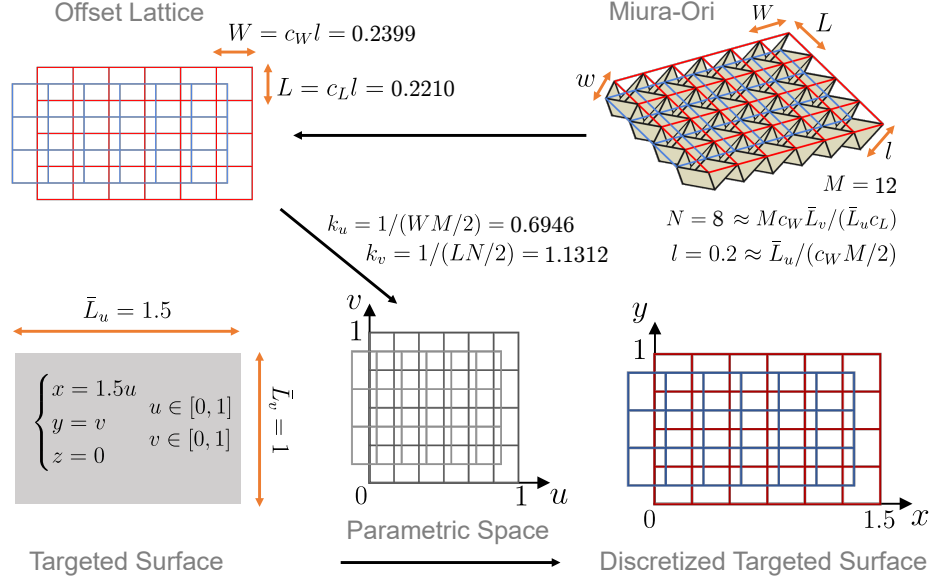 Offset Lattice
Miura-Ori
W = c_W l = 0.2399
L = c_L l = 0.2210
W
L
w
l
M = 12
N = 8 ≈ Mc_W L̄_v/(L̄_u c_L)
l = 0.2 ≈ L̄_u/(c_W M/2)
k_u = 1/(WM/2) = 0.6946
k_v = 1/(LN/2) = 1.1312
L̄_u = 1.5
x = 1.5u
y = v
z = 0
u ∈ [0, 1]
v ∈ [0, 1]
L̄_v = 1
v
1
0
1
u
y
1
0
1.5
x
Parametric Space
Targeted Surface
Discretized Targeted Surface